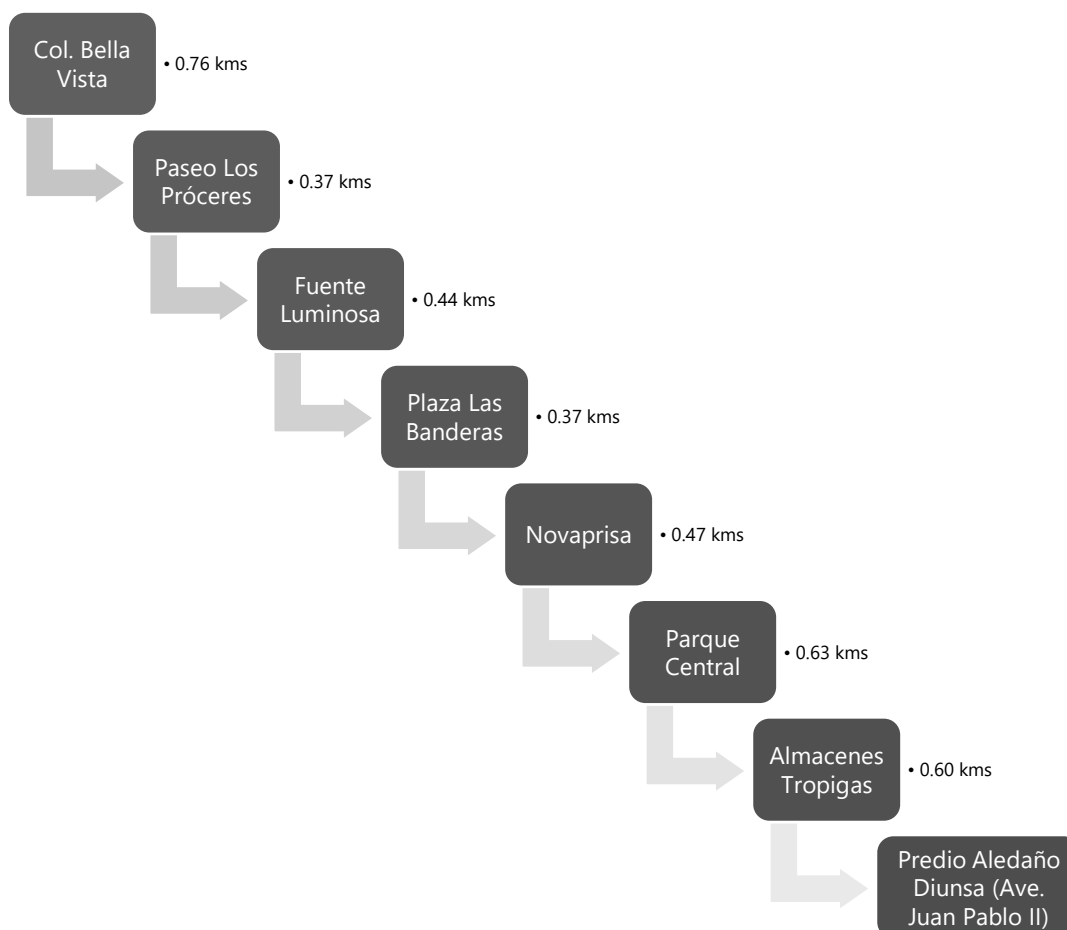 Col. Bella
Vista
• 0.76 kms
Paseo Los
Próceres
• 0.37 kms
Fuente
Luminosa
• 0.44 kms
Plaza Las
Banderas
• 0.37 kms
Novaprisa
• 0.47 kms
Parque
Central
• 0.63 kms
Almacenes
Tropigas
• 0.60 kms
Predio Aledaño
Diunsa (Ave.
Juan Pablo II)